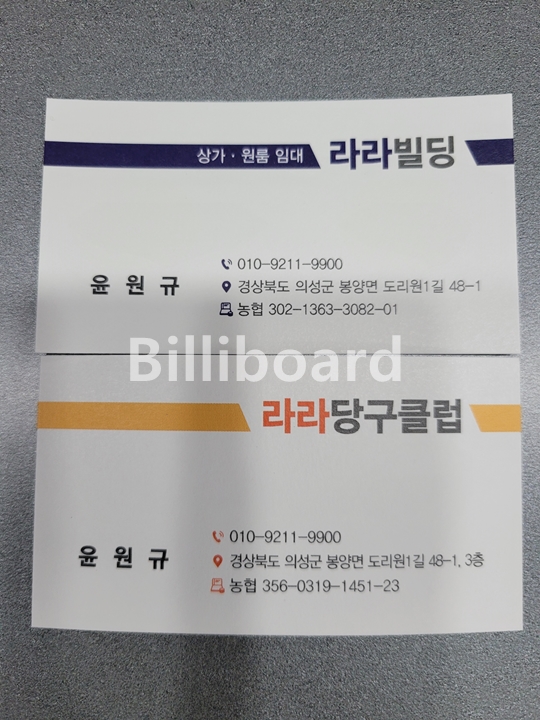 상가 · 원룸 임대 라라빌딩
010-9211-9900
윤 원 규 경상북도 의성군 봉양면 도리원1길 48-1
농협 302-1363-3082-01
Billiboard
라라당구클럽
010-9211-9900
윤 원 규 경상북도 의성군 봉양면 도리원1길 48-1, 3층
농협 356-0319-1451-23